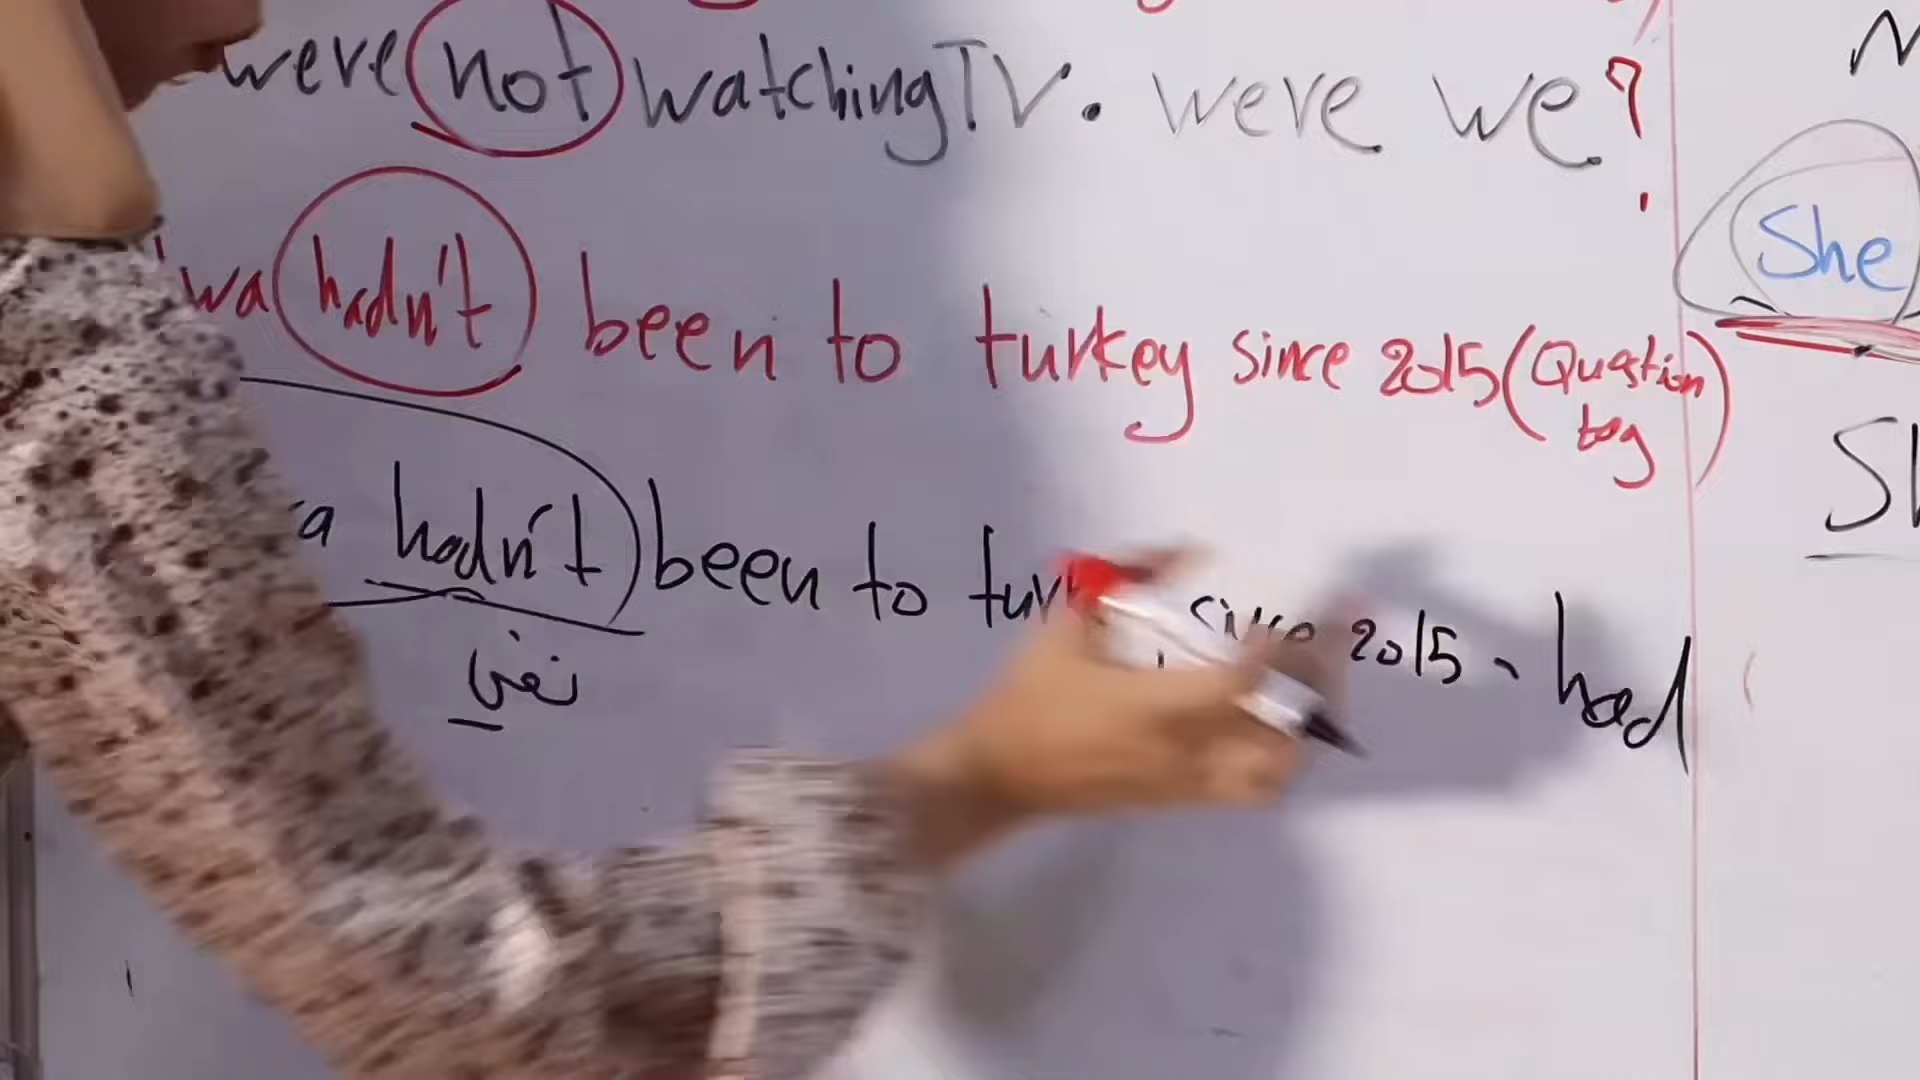 were not watching TV. were we?
wa hadn't been to turkey since 2015 (Question tag)
a hadn't been to since 2015, had
نفي
She